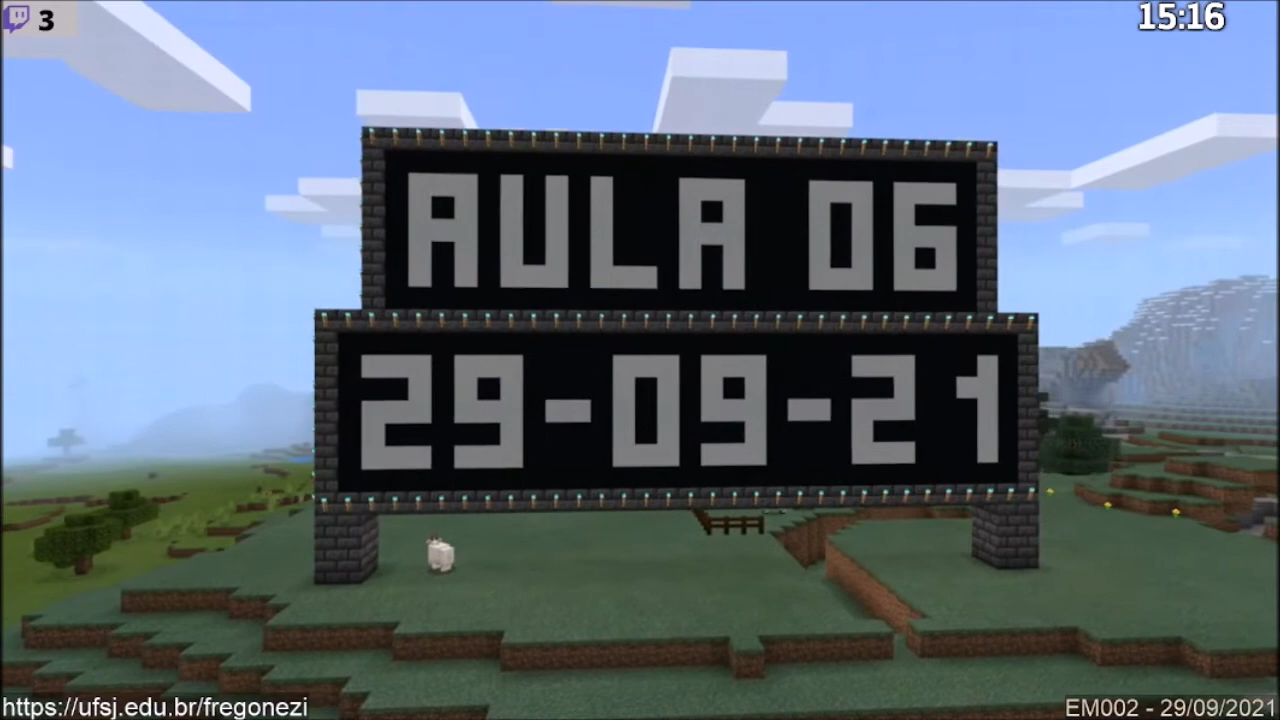 3
15:16
AULA 06
29-09-21
https://ufsj.edu.br/fregonezi
EM002 - 29/09/2021